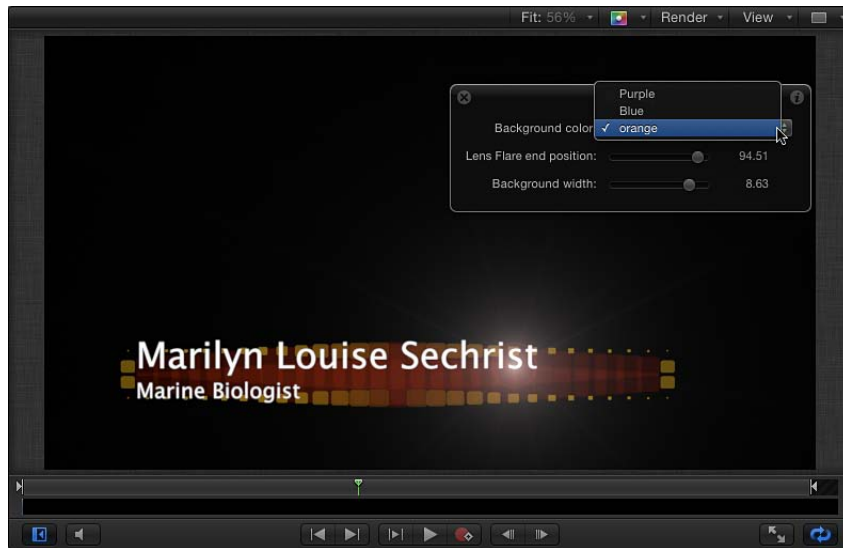 Fit: 56% Render View
Purple
Blue
Background color ✓ orange
Lens Flare end position: 94.51
Background width: 8.63
Marilyn Louise Sechrist
Marine Biologist